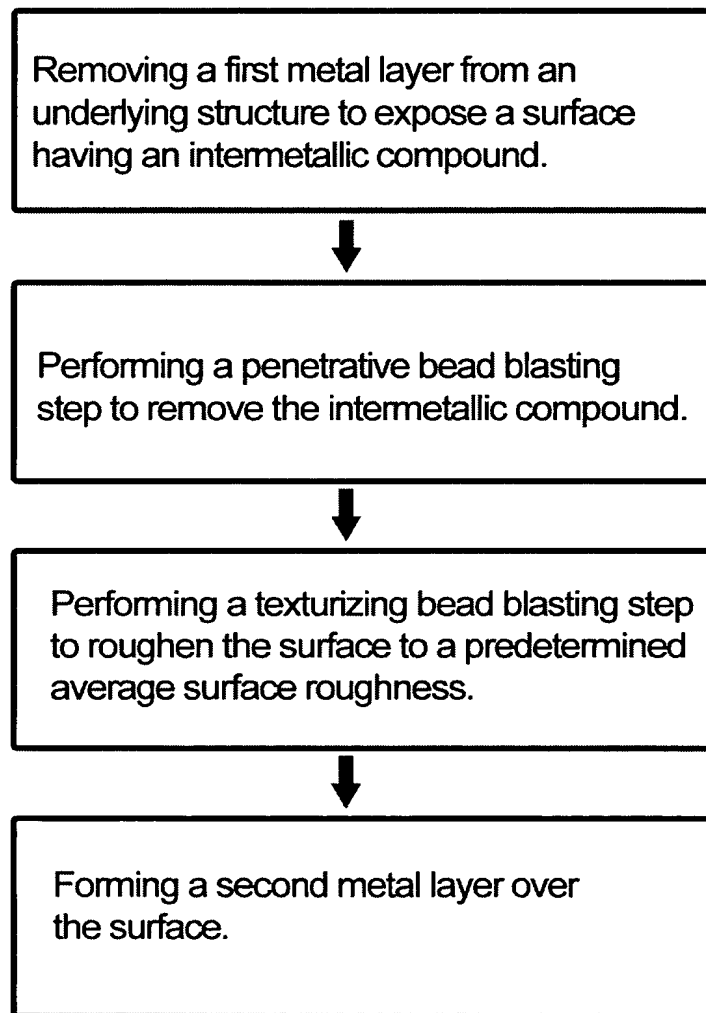 Removing a first metal layer from an
underlying structure to expose a surface
having an intermetallic compound.
Performing a penetrative bead blasting
step to remove the intermetallic compound.
Performing a texturizing bead blasting step
to roughen the surface to a predetermined
average surface roughness.
Forming a second metal layer over
the surface.